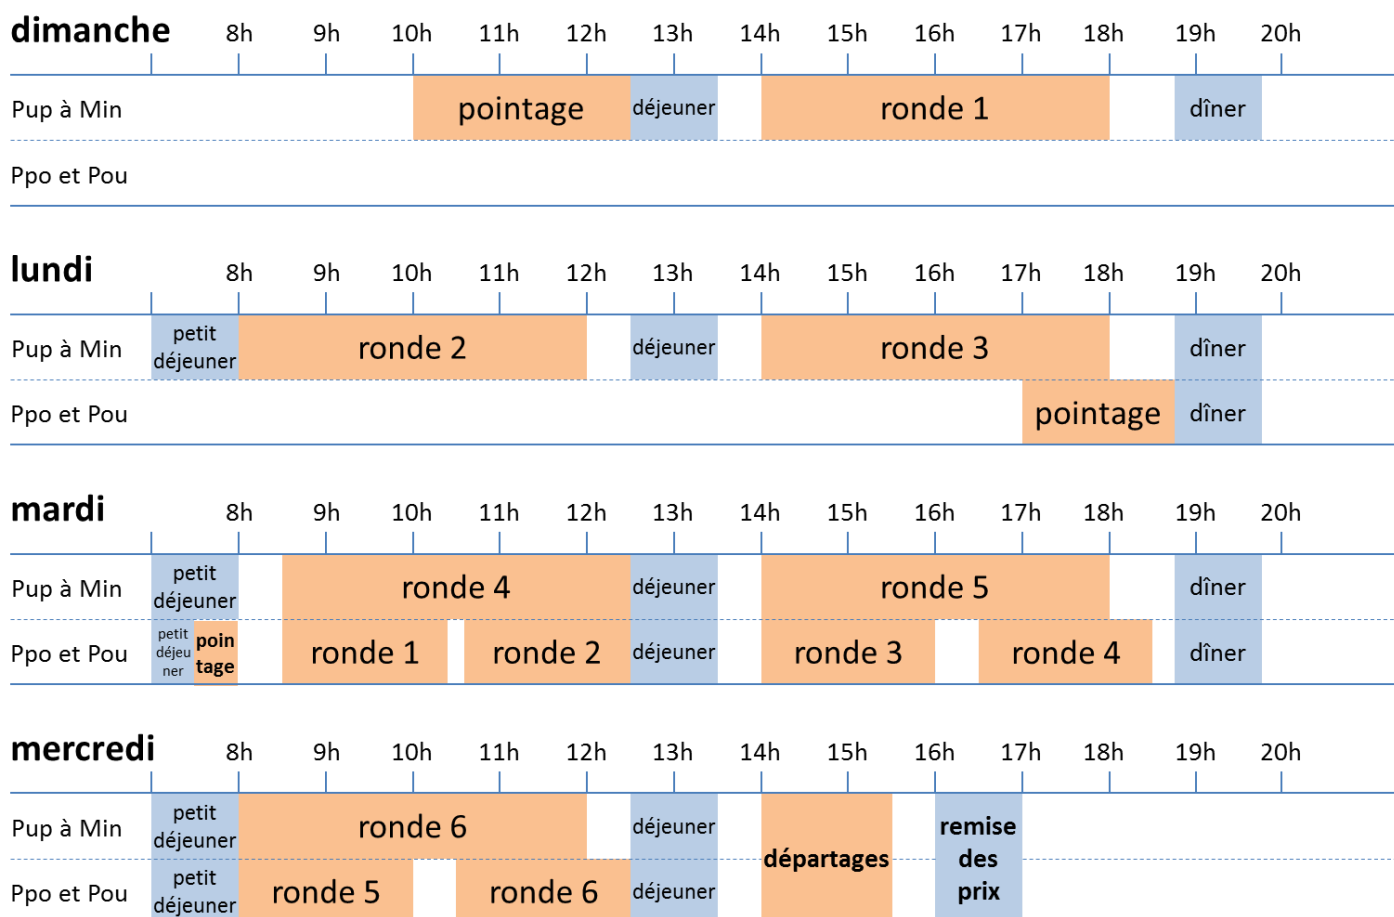 dimanche 8h 9h 10h 11h 12h 13h 14h 15h 16h 17h 18h 19h 20h
Pup à Min pointage déjeuner ronde 1 dîner
Ppo et Pou
lundi 8h 9h 10h 11h 12h 13h 14h 15h 16h 17h 18h 19h 20h
Pup à Min petit déjeuner ronde 2 déjeuner ronde 3 dîner
Ppo et Pou pointage dîner
mardi 8h 9h 10h 11h 12h 13h 14h 15h 16h 17h 18h 19h 20h
Pup à Min petit déjeuner ronde 4 déjeuner ronde 5 dîner
Ppo et Pou petit déjeu ner poin tage ronde 1 ronde 2 déjeuner ronde 3 ronde 4 dîner
mercredi 8h 9h 10h 11h 12h 13h 14h 15h 16h 17h 18h 19h 20h
Pup à Min petit déjeuner ronde 6 déjeuner départages remise des prix
Ppo et Pou petit déjeuner ronde 5 ronde 6 déjeuner